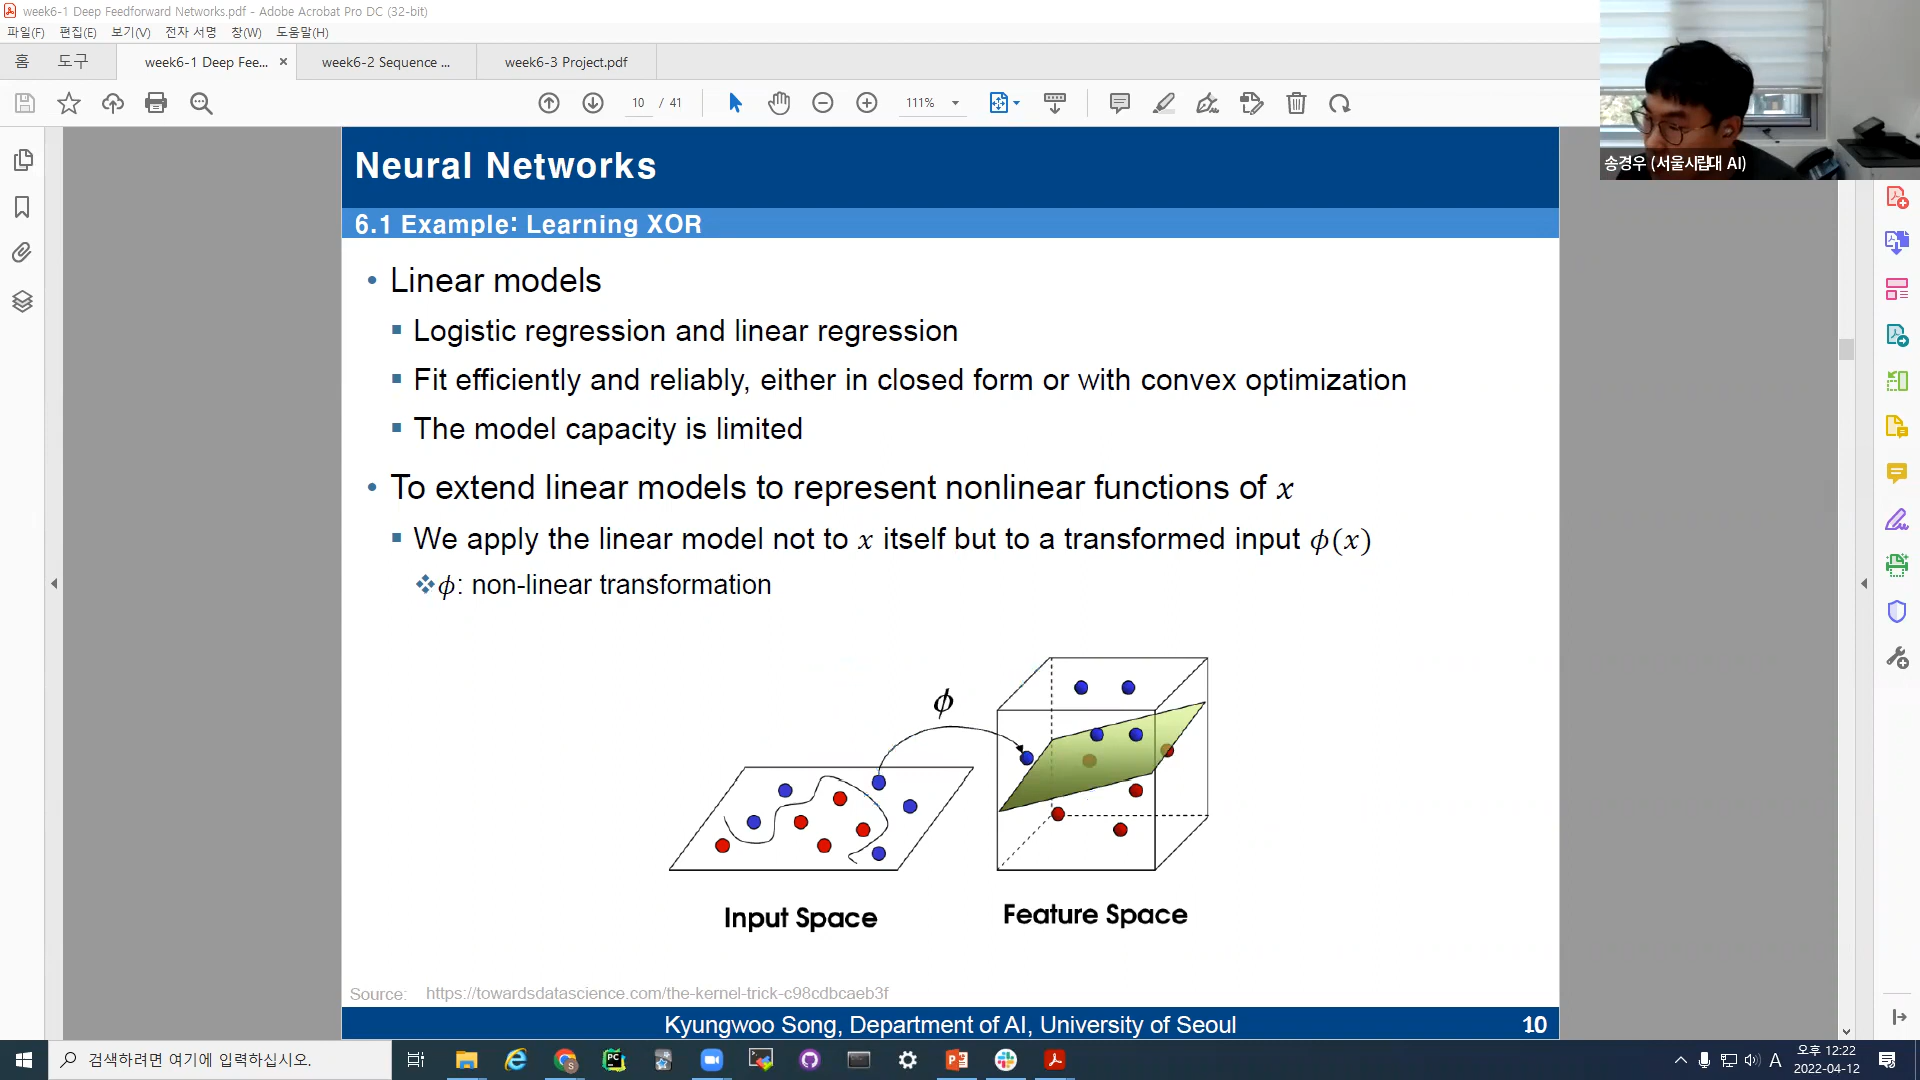 week6-1 Deep Feedforward Networks.pdf - Adobe Acrobat Pro DC (32-bit)
파일(F) 편집(E) 보기(V) 전자 서명 창(W) 도움말(H)
홈 도구 week6-1 Deep Fee... × week6-2 Sequence ... week6-3 Project.pdf
10 / 41 111%
송경우 (서울시립대 AI)
Neural Networks
6.1 Example: Learning XOR
• Linear models
▪ Logistic regression and linear regression
▪ Fit efficiently and reliably, either in closed form or with convex optimization
▪ The model capacity is limited
• To extend linear models to represent nonlinear functions of x
▪ We apply the linear model not to x itself but to a transformed input ϕ(x)
❖ ϕ: non-linear transformation
ϕ
Input Space
Feature Space
Source: https://towardsdatascience.com/the-kernel-trick-c98cdbcaeb3f
Kyungwoo Song, Department of AI, University of Seoul 10
검색하려면 여기에 입력하십시오.
A 오후 12:22
2022-04-12